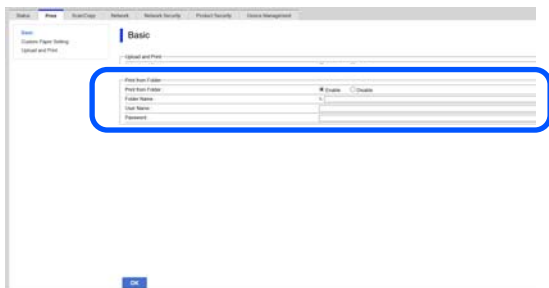 Status Print Scan/Copy Network Network Security Product Security Device Management
Basic
Custom Paper Setting
Upload and Print
Basic
Upload and Print
Print from Folder
Print from Folder Enable Disable
Folder Name
User Name
Password
OK